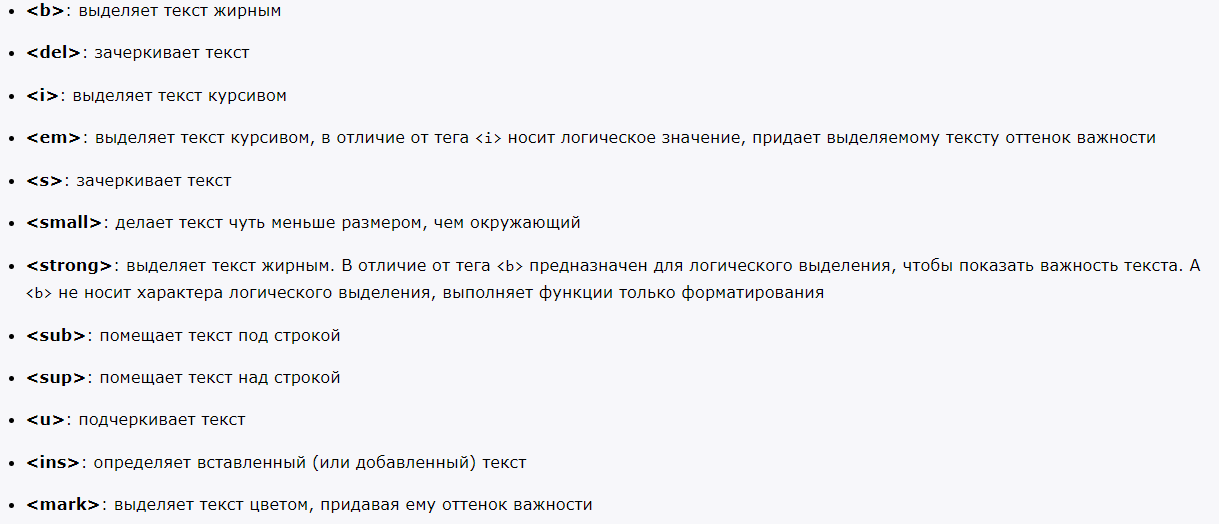 • <b>: выделяет текст жирным
• <del>: зачеркивает текст
• <i>: выделяет текст курсивом
• <em>: выделяет текст курсивом, в отличие от тега <i> носит логическое значение, придает выделяемому тексту оттенок важности
• <s>: зачеркивает текст
• <small>: делает текст чуть меньше размером, чем окружающий
• <strong>: выделяет текст жирным. В отличие от тега <b> предназначен для логического выделения, чтобы показать важность текста. А
<b> не носит характера логического выделения, выполняет функции только форматирования
• <sub>: помещает текст под строкой
• <sup>: помещает текст над строкой
• <u>: подчеркивает текст
• <ins>: определяет вставленный (или добавленный) текст
• <mark>: выделяет текст цветом, придавая ему оттенок важности